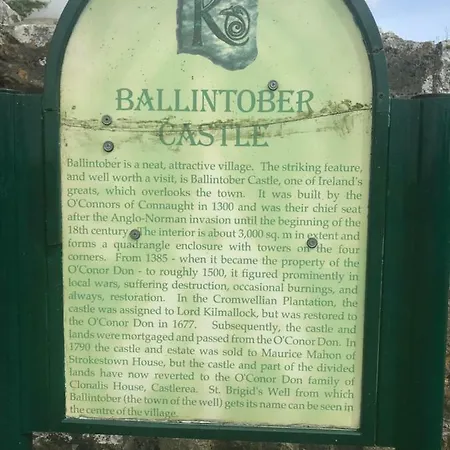 K
BALLINTOBER
CASTLE
Ballintober is a neat, attractive village. The striking feature,
and well worth a visit, is Ballintober Castle, one of Ireland's
greats, which overlooks the town. It was built by the
O'Connors of Connaught in 1300 and was their chief seat
after the Anglo-Norman invasion until the beginning of the
18th century. The interior is about 3,000 sq. m in extent and
forms a quadrangle enclosure with towers on the four
corners. From 1385 - when it became the property of the
O'Conor Don - to roughly 1500, it figured prominently in
local wars, suffering destruction, occasional burnings, and
always, restoration. In the Cromwellian Plantation, the
castle was assigned to Lord Kilmallock, but was restored to
the O'Conor Don in 1677. Subsequently, the castle and
lands were mortgaged and passed from the O'Conor Don. In
1790 the castle and estate was sold to Maurice Mahon of
Strokestown House, but the castle and part of the divided
lands have now reverted to the O'Conor Don family of
Clonalis House, Castlerea. St. Brigid's Well from which
Ballintober (the town of the well) gets its name can be seen in
the centre of the village.